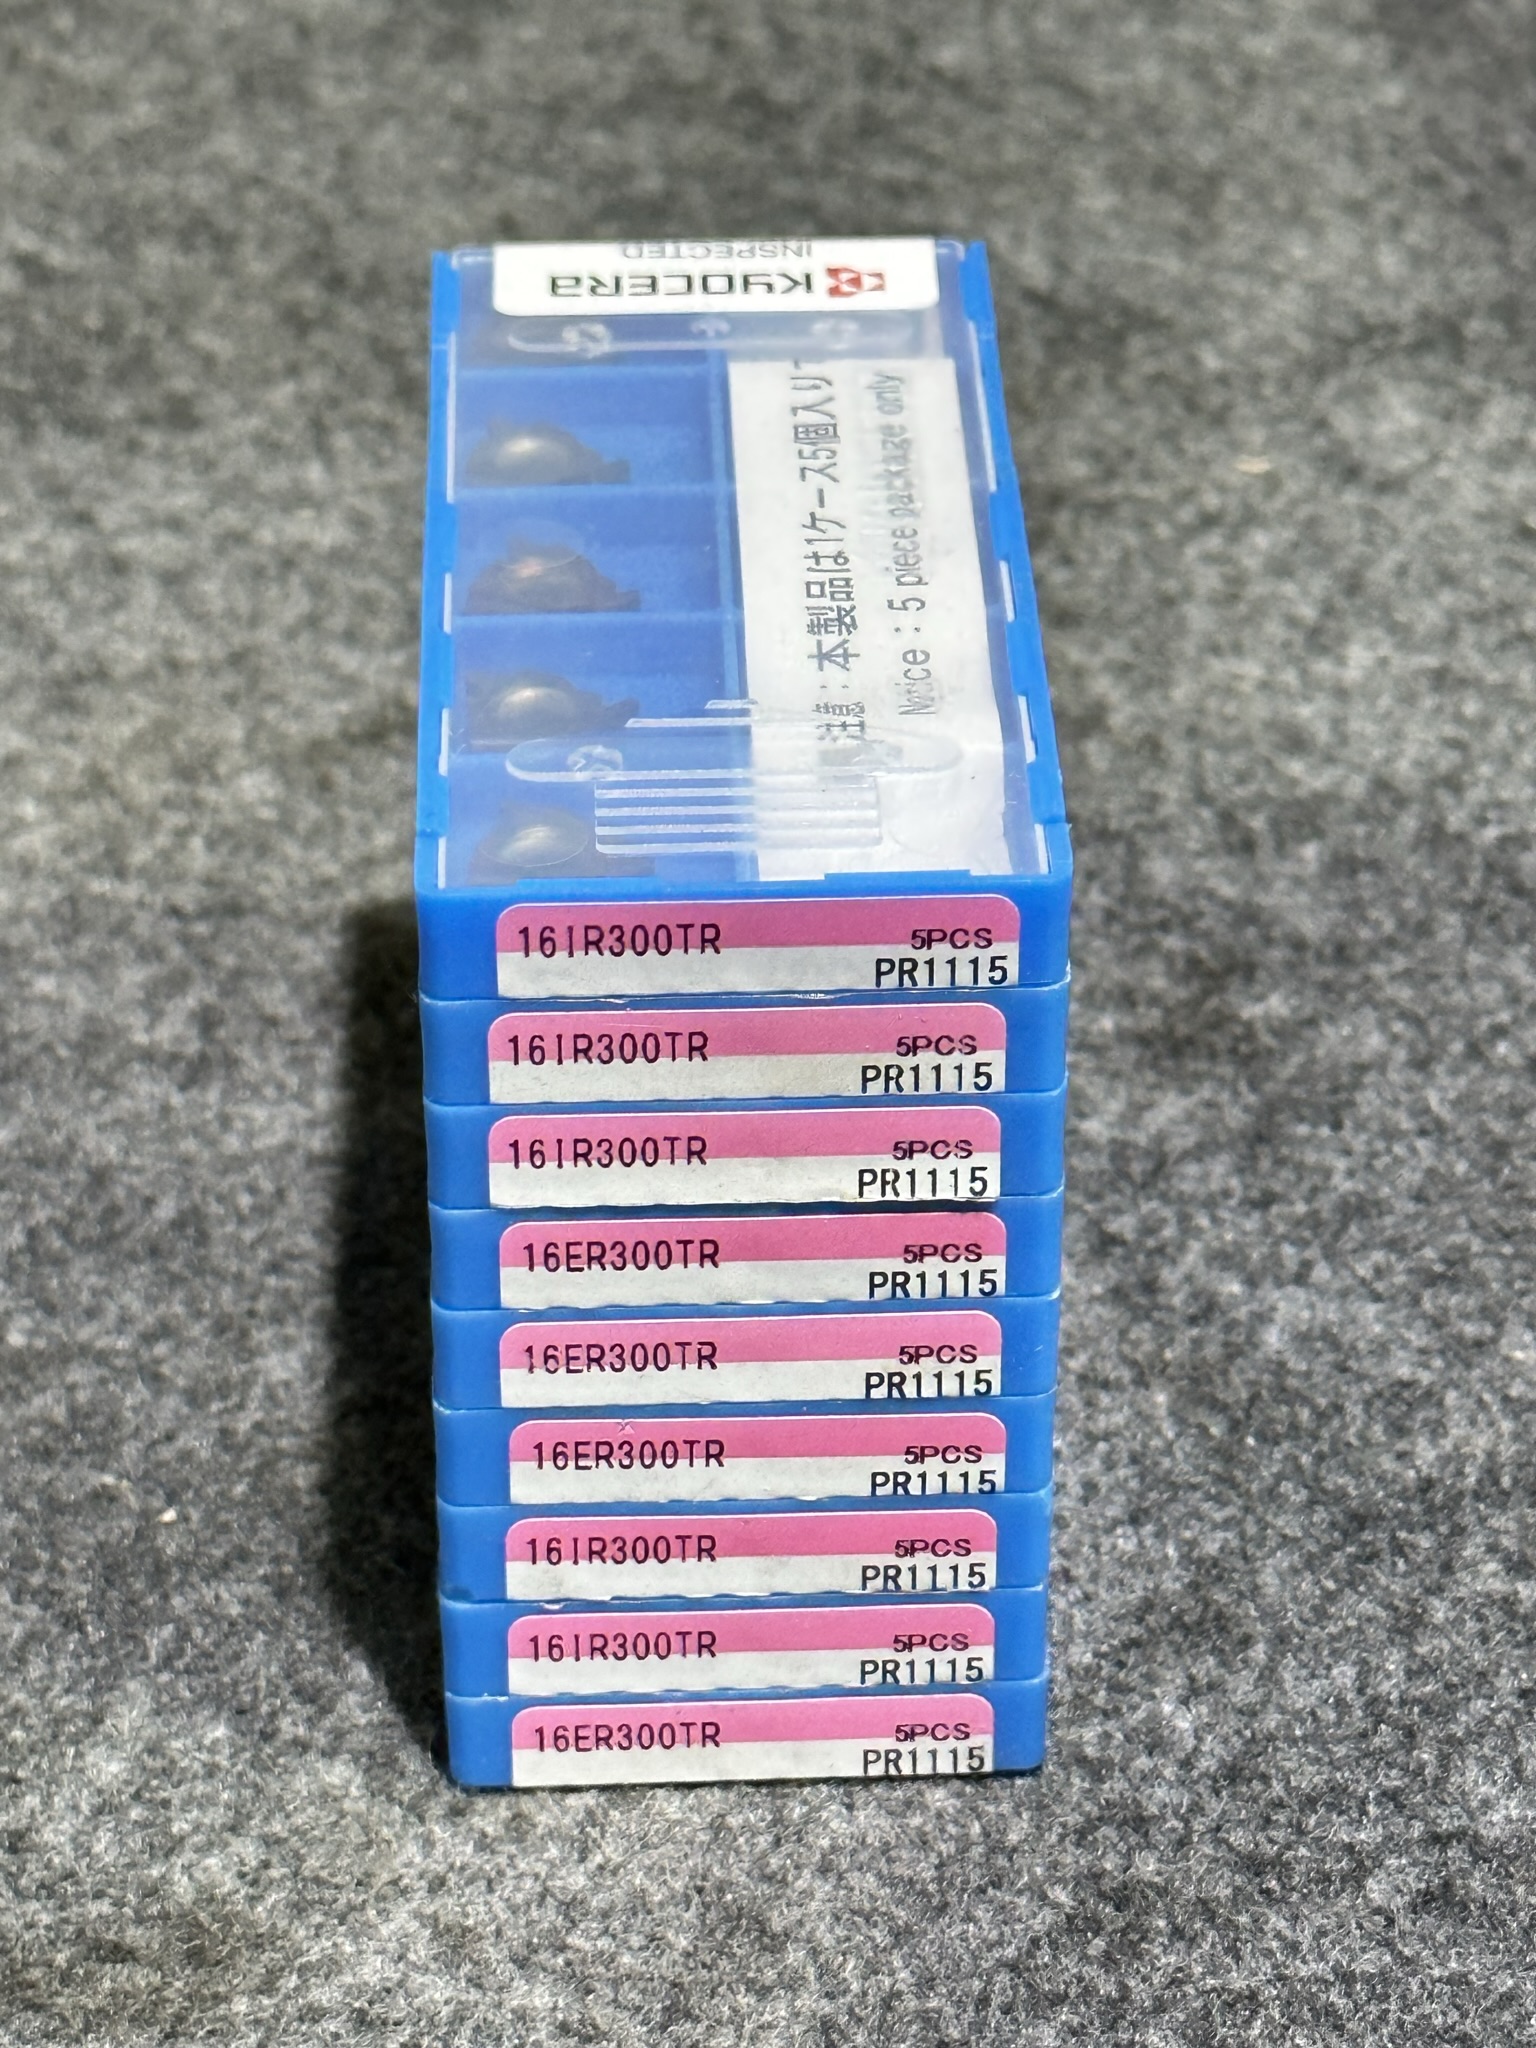 INSPECTED
KYOCERA
注意：本製品は1ケース5個入り
Notice : 5 piece package only
16IR300TR 5PCS
PR1115
16IR300TR 5PCS
PR1115
16IR300TR 5PCS
PR1115
16ER300TR 5PCS
PR1115
16ER300TR 5PCS
PR1115
16ER300TR 5PCS
PR1115
16IR300TR 5PCS
PR1115
16IR300TR 5PCS
PR1115
16ER300TR 5PCS
PR1115